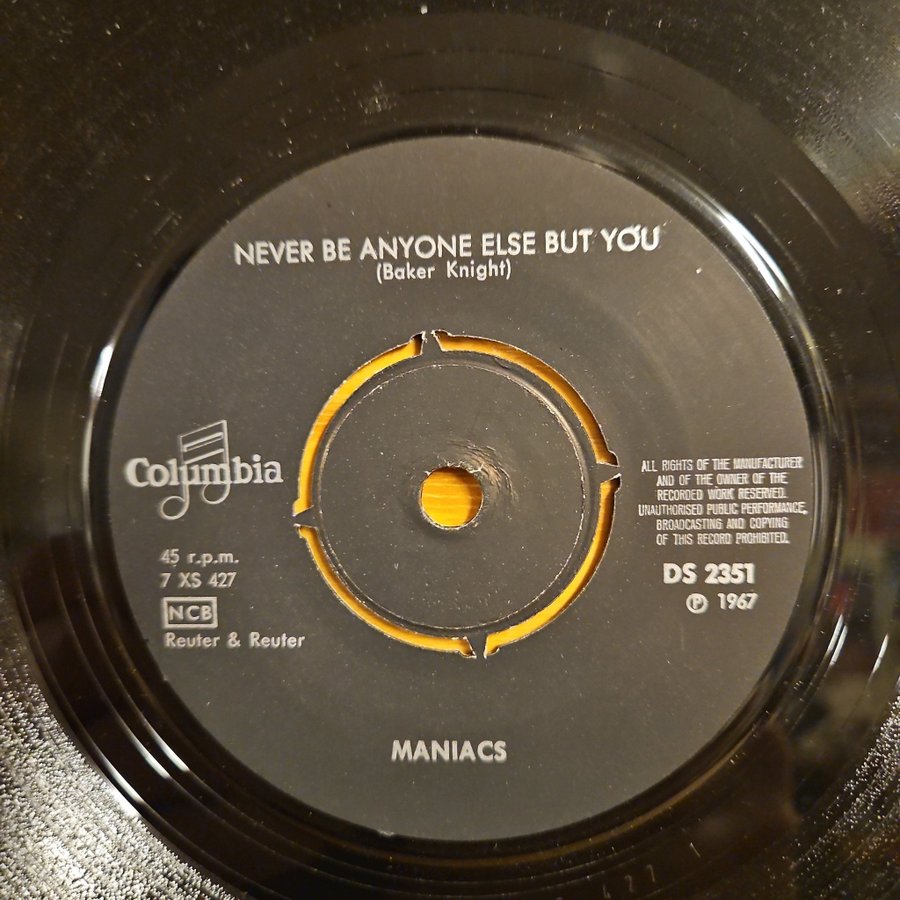 NEVER BE ANYONE ELSE BUT YOU
(Baker Knight)
Columbia
45 r.p.m.
7 XS 427
NCB
Reuter & Reuter
ALL RIGHTS OF THE MANUFACTURER
AND OF THE OWNER OF THE
RECORDED WORK RESERVED.
UNAUTHORISED PUBLIC PERFORMANCE,
BROADCASTING AND COPYING
OF THIS RECORD PROHIBITED.
DS 2351
℗ 1967
MANIACS
427 1